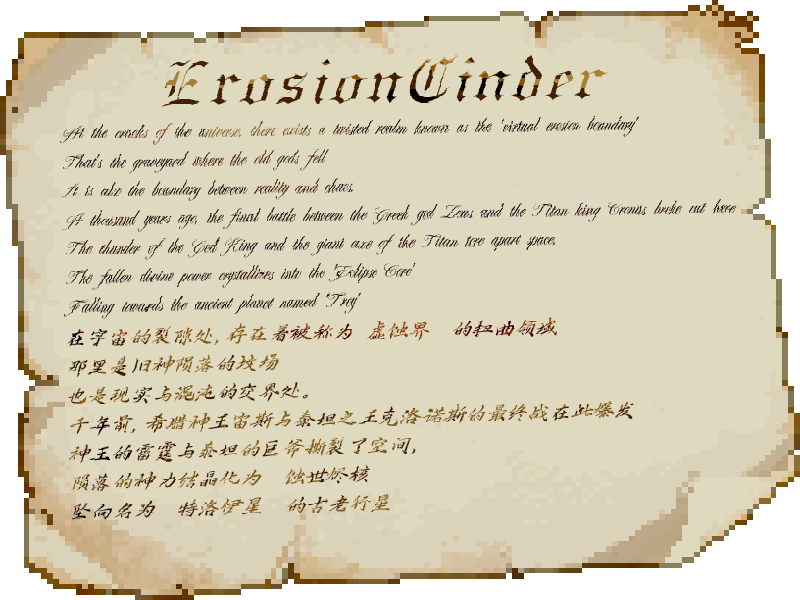 ErosionCinder
At the cracks of the universe, there exists a twisted realm known as the 'virtual erosion boundary'
That's the graveyard where the old gods fell
It is also the boundary between reality and chaos.
A thousand years ago, the final battle between the Greek god Zeus and the Titan king Cronus broke out here
The thunder of the God King and the giant axe of the Titan tore apart space,
The fallen divine power crystallizes into the 'Eclipse Core'
Falling towards the ancient planet named "Troy'
在宇宙的裂隙处, 存在着被称为 虚蚀界 的扭曲领域
那里是旧神陨落的坟场
也是现实与混沌的交界处。
千年前, 希腊神王宙斯与泰坦之王克洛诺斯的最终战在此爆发
神王的雷霆与泰坦的巨斧撕裂了空间,
陨落的神力结晶化为 蚀世烬核
坠向名为 特洛伊星 的古老行星